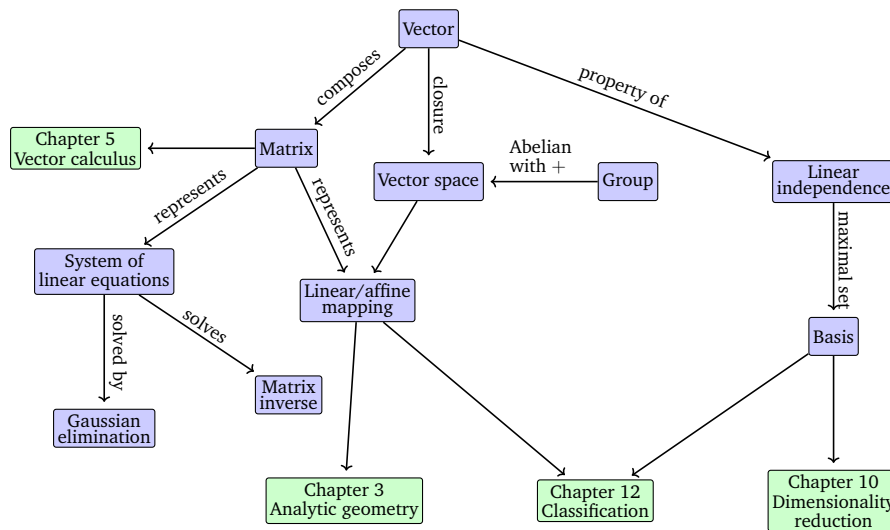 Vector
composes
closure
property of
Chapter 5
Vector calculus
Matrix
Abelian
with +
Vector space
Group
Linear
independence
represents
represents
maximal set
System of
linear equations
Linear/affine
mapping
solved by
solves
Basis
Matrix
inverse
Gaussian
elimination
Chapter 3
Analytic geometry
Chapter 12
Classification
Chapter 10
Dimensionality
reduction